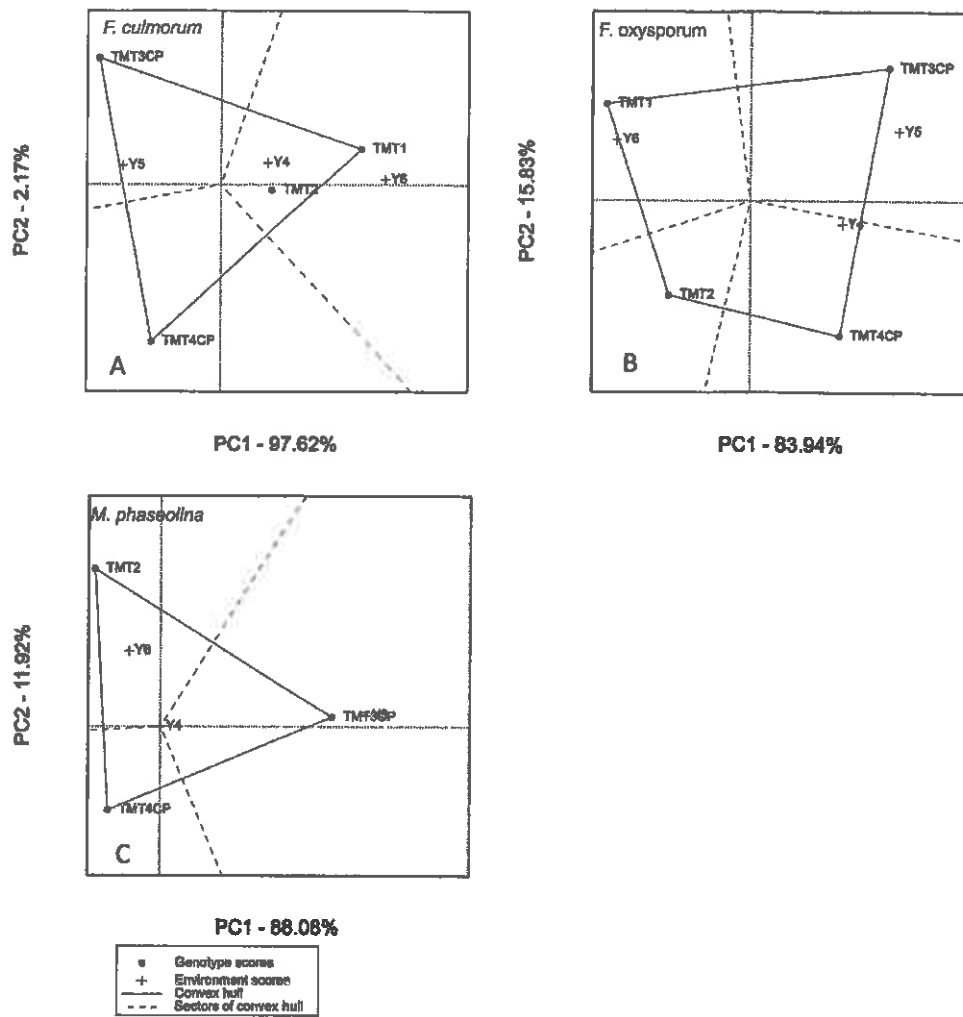 F. culmorum
TMT3CP
TMT1
Y5
Y4
Y6
TMT2
TMT4CP
A
PC2 - 2.17%
PC1 - 97.62%
F. oxysporum
TMT3CP
TMT1
Y6
Y5
TMT2
TMT4CP
B
PC2 - 15.83%
PC1 - 83.94%
M. phaseolina
TMT2
Y6
Y4
TMT4CP
C
PC2 - 11.92%
PC1 - 88.08%
Genotype scores
Environment scores
Convex hull
Sectors of convex hull